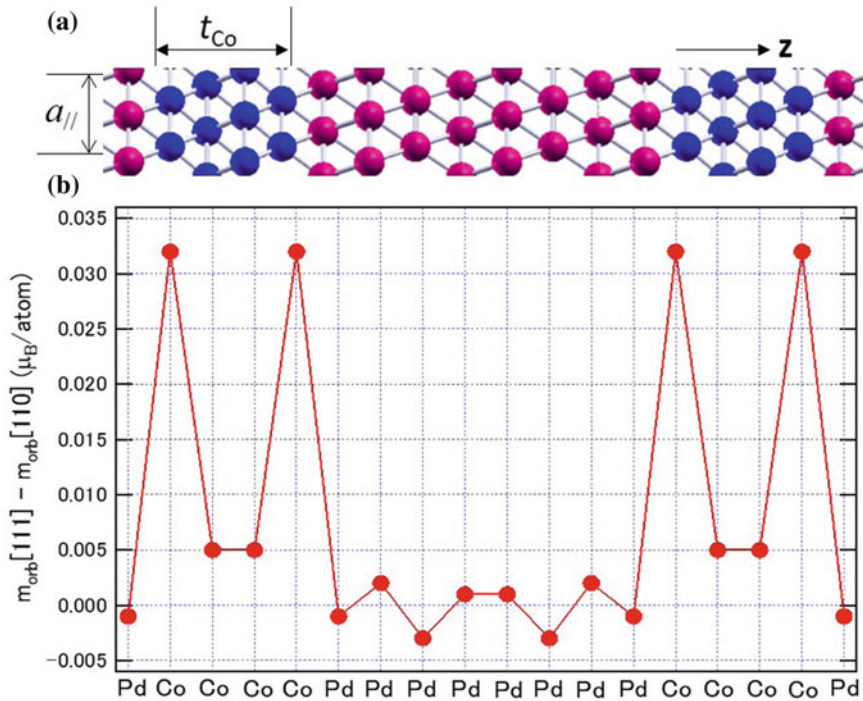 (a)
t_Co
z
a_//
(b)
m_orb[111] − m_orb[110] (μ_B/atom)
0.035
0.030
0.025
0.020
0.015
0.010
0.005
0.000
-0.005
Pd Co Co Co Co Pd Pd Pd Pd Pd Pd Pd Pd Co Co Co Co Pd